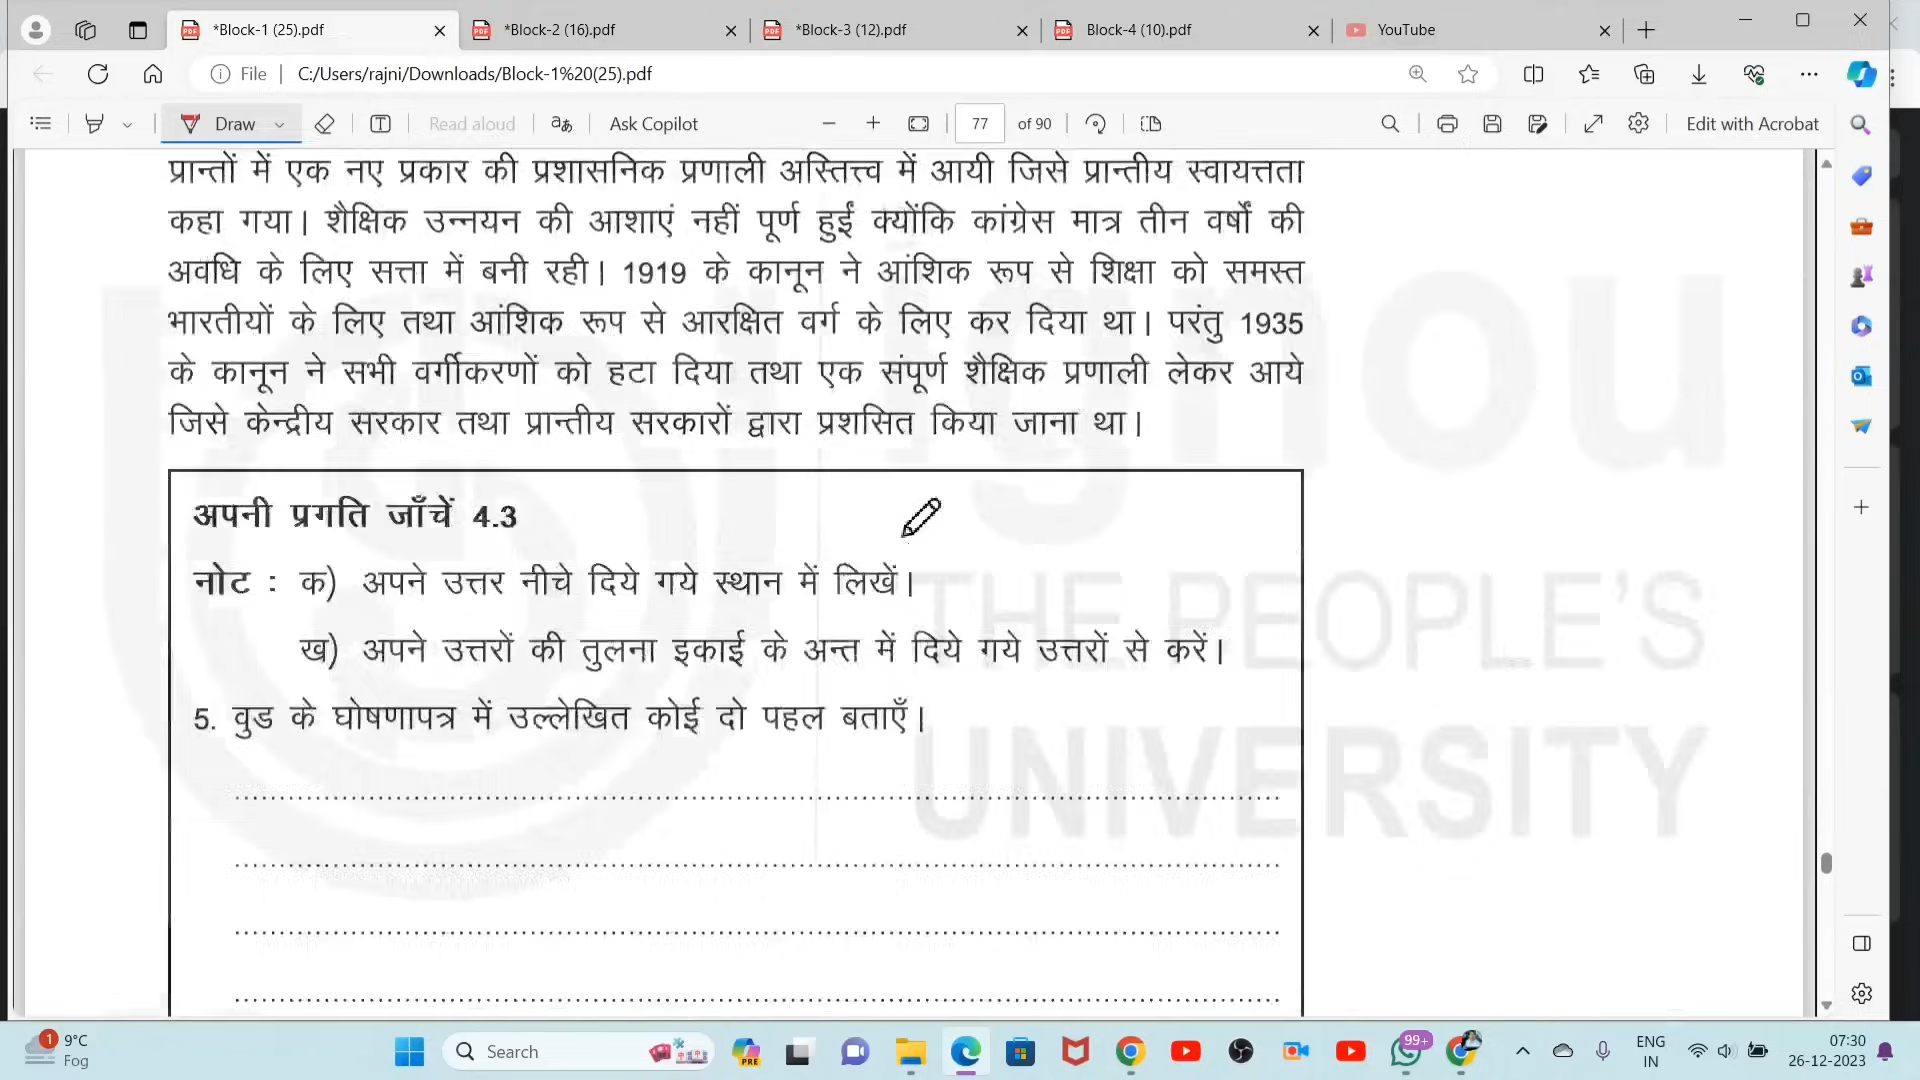 *Block-1 (25).pdf
*Block-2 (16).pdf
*Block-3 (12).pdf
Block-4 (10).pdf
YouTube
File
C:/Users/rajni/Downloads/Block-1%20(25).pdf
Draw
Read aloud
Ask Copilot
77
of 90
Edit with Acrobat
प्रान्तों में एक नए प्रकार की प्रशासनिक प्रणाली अस्तित्त्व में आयी जिसे प्रान्तीय स्वायत्तता
कहा गया। शैक्षिक उन्नयन की आशाएं नहीं पूर्ण हुईं क्योंकि कांग्रेस मात्र तीन वर्षों की
अवधि के लिए सत्ता में बनी रही। 1919 के कानून ने आंशिक रूप से शिक्षा को समस्त
भारतीयों के लिए तथा आंशिक रूप से आरक्षित वर्ग के लिए कर दिया था। परंतु 1935
के कानून ने सभी वर्गीकरणों को हटा दिया तथा एक संपूर्ण शैक्षिक प्रणाली लेकर आये
जिसे केन्द्रीय सरकार तथा प्रान्तीय सरकारों द्वारा प्रशसित किया जाना था।
अपनी प्रगति जाँचें 4.3
नोट : क) अपने उत्तर नीचे दिये गये स्थान में लिखें।
ख) अपने उत्तरों की तुलना इकाई के अन्त में दिये गये उत्तरों से करें।
5. वुड के घोषणापत्र में उल्लेखित कोई दो पहल बताएँ।
ignou
THE PEOPLE'S
UNIVERSITY
1
9°C
Fog
Search
PRE
99+
ENG
IN
07:30
26-12-2023